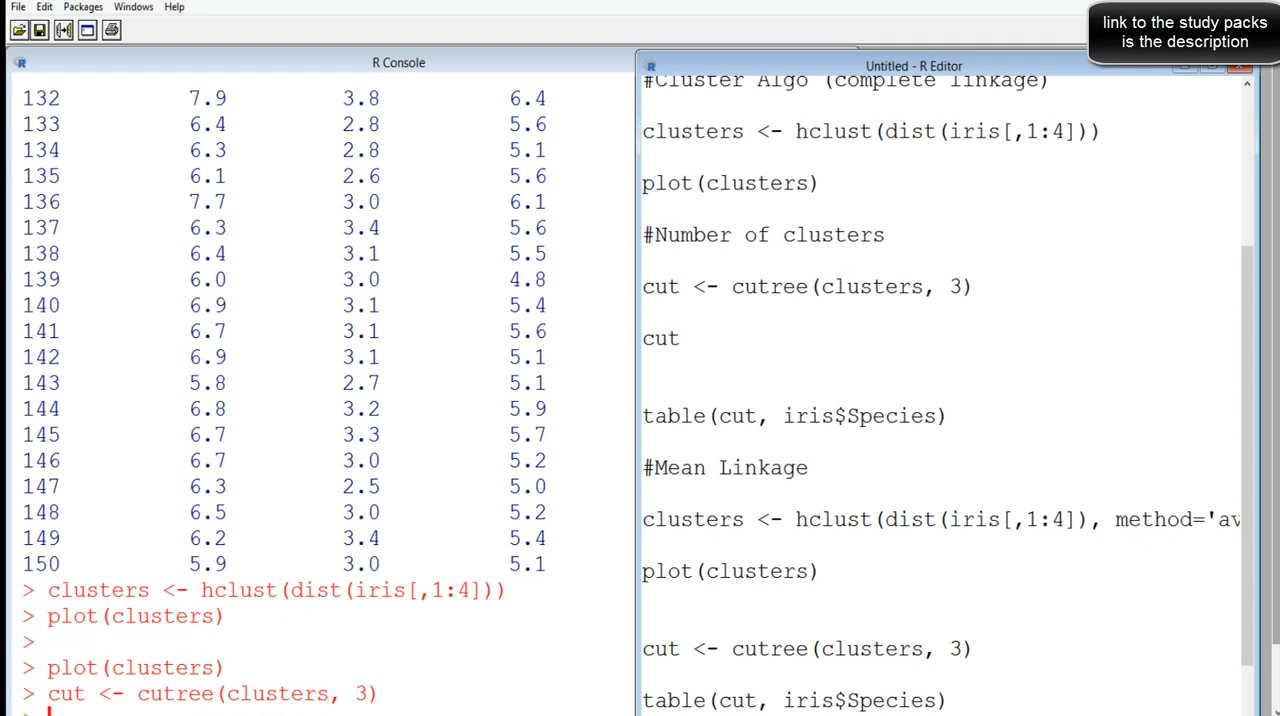 File Edit Packages Windows Help
link to the study packs
is the description
R Console
132 7.9 3.8 6.4
133 6.4 2.8 5.6
134 6.3 2.8 5.1
135 6.1 2.6 5.6
136 7.7 3.0 6.1
137 6.3 3.4 5.6
138 6.4 3.1 5.5
139 6.0 3.0 4.8
140 6.9 3.1 5.4
141 6.7 3.1 5.6
142 6.9 3.1 5.1
143 5.8 2.7 5.1
144 6.8 3.2 5.9
145 6.7 3.3 5.7
146 6.7 3.0 5.2
147 6.3 2.5 5.0
148 6.5 3.0 5.2
149 6.2 3.4 5.4
150 5.9 3.0 5.1
> clusters <- hclust(dist(iris[,1:4]))
> plot(clusters)
>
> plot(clusters)
> cut <- cutree(clusters, 3)
>
Untitled - R Editor
#Cluster Algo (complete linkage)
clusters <- hclust(dist(iris[,1:4]))
plot(clusters)
#Number of clusters
cut <- cutree(clusters, 3)
cut
table(cut, iris$Species)
#Mean Linkage
clusters <- hclust(dist(iris[,1:4]), method='av
plot(clusters)
cut <- cutree(clusters, 3)
table(cut, iris$Species)